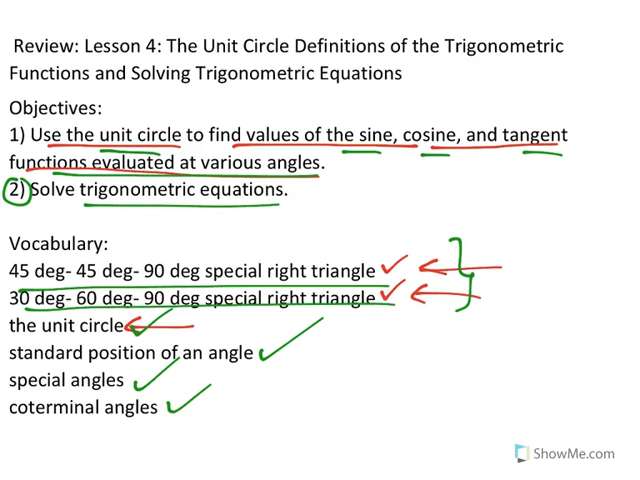 Review: Lesson 4: The Unit Circle Definitions of the Trigonometric
Functions and Solving Trigonometric Equations
Objectives:
1) Use the unit circle to find values of the sine, cosine, and tangent
functions evaluated at various angles.
2) Solve trigonometric equations.
Vocabulary:
45 deg- 45 deg- 90 deg special right triangle
30 deg- 60 deg- 90 deg special right triangle
the unit circle
standard position of an angle
special angles
coterminal angles
ShowMe.com